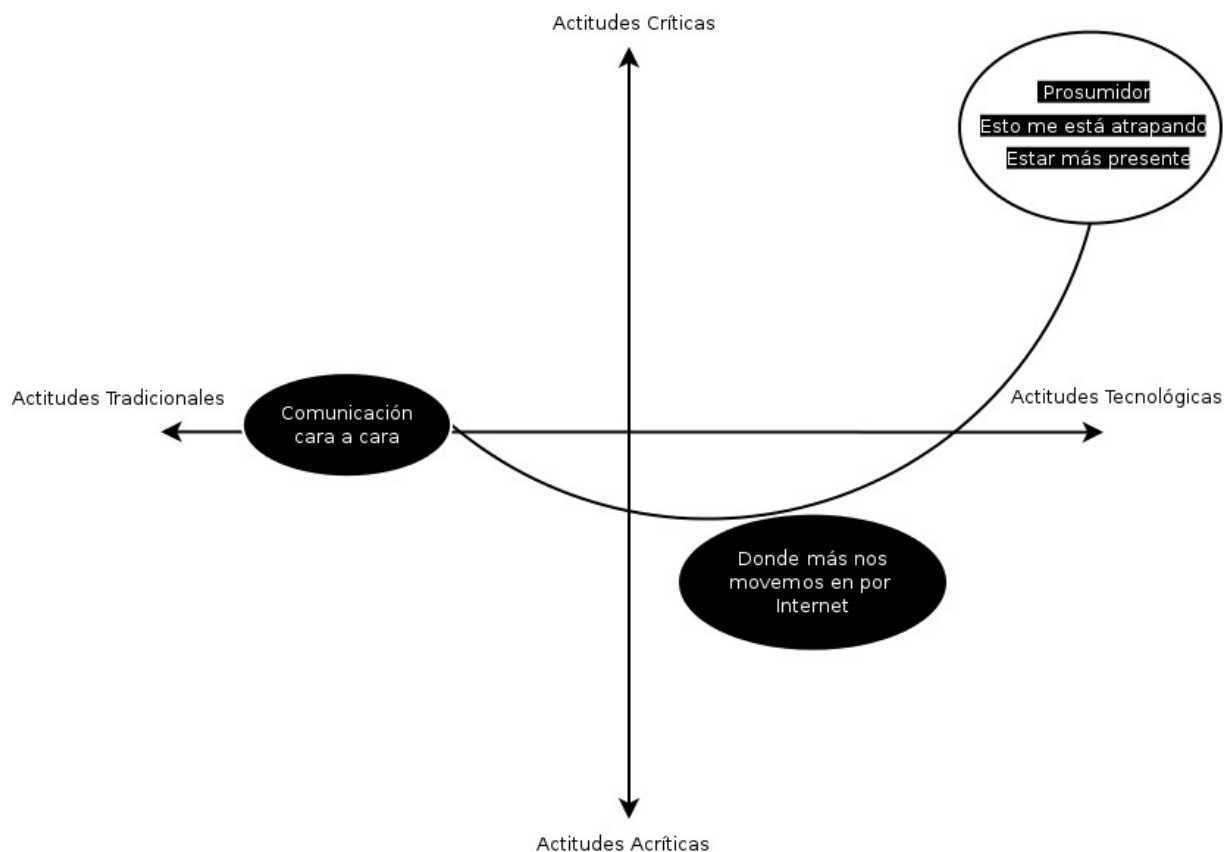 Actitudes Críticas
Prosumidor
Esto me está atrapando
Estar más presente
Actitudes Tradicionales
Comunicación
cara a cara
Actitudes Tecnológicas
Donde más nos
movemos en por
Internet
Actitudes Acríticas